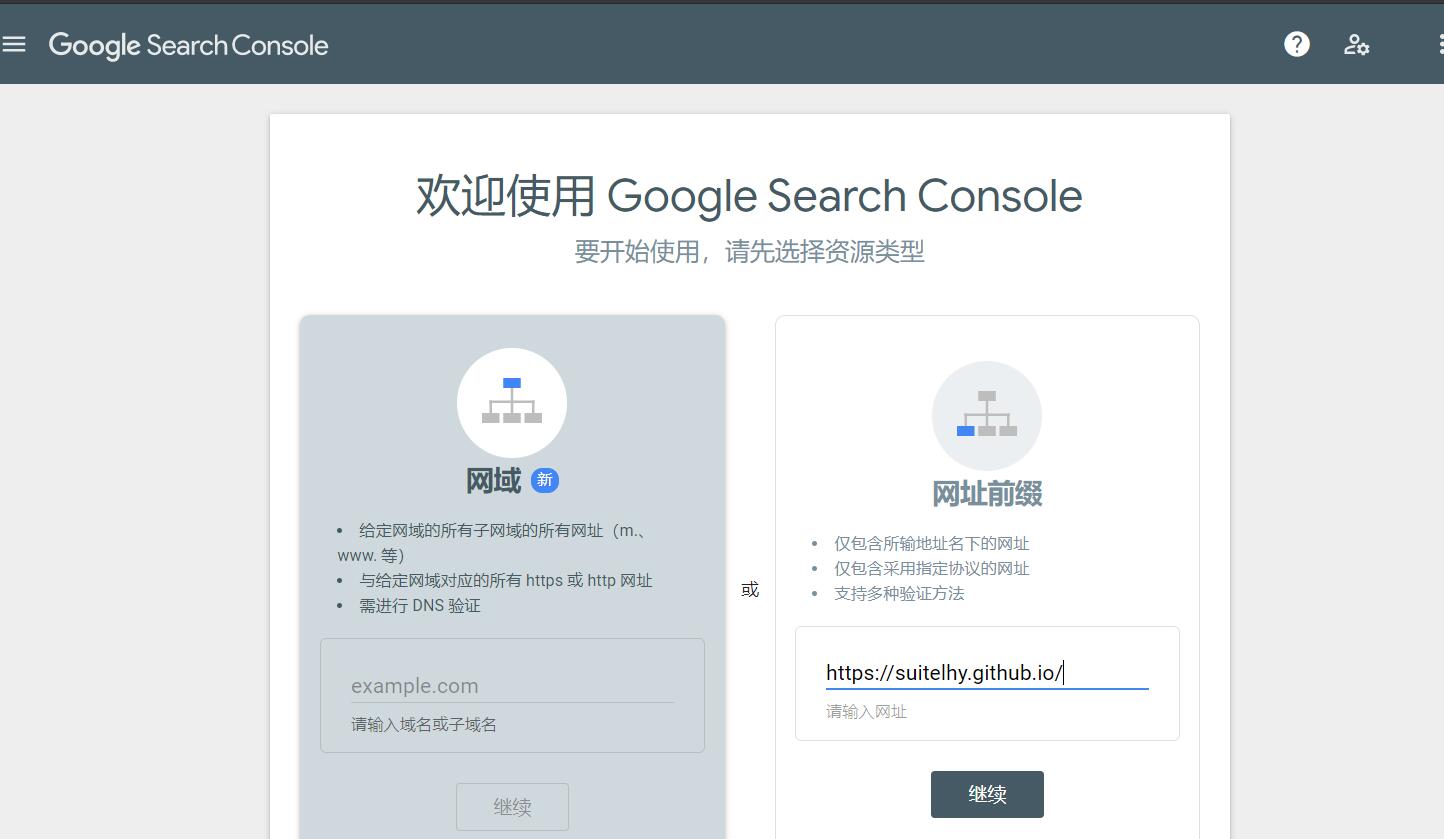 Google Search Console
欢迎使用 Google Search Console
要开始使用，请先选择资源类型
网域 新
• 给定网域的所有子网域的所有网址（m.、
www. 等）
• 与给定网域对应的所有 https 或 http 网址
• 需进行 DNS 验证
example.com
请输入域名或子域名
继续
或
网址前缀
• 仅包含所输地址名下的网址
• 仅包含采用指定协议的网址
• 支持多种验证方法
https://suitelhy.github.io/
请输入网址
继续